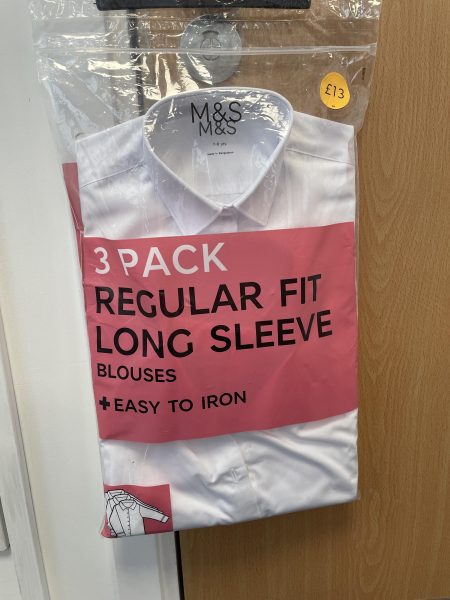 £13
M&S
M&S
3 PACK
REGULAR FIT
LONG SLEEVE
BLOUSES
+EASY TO IRON